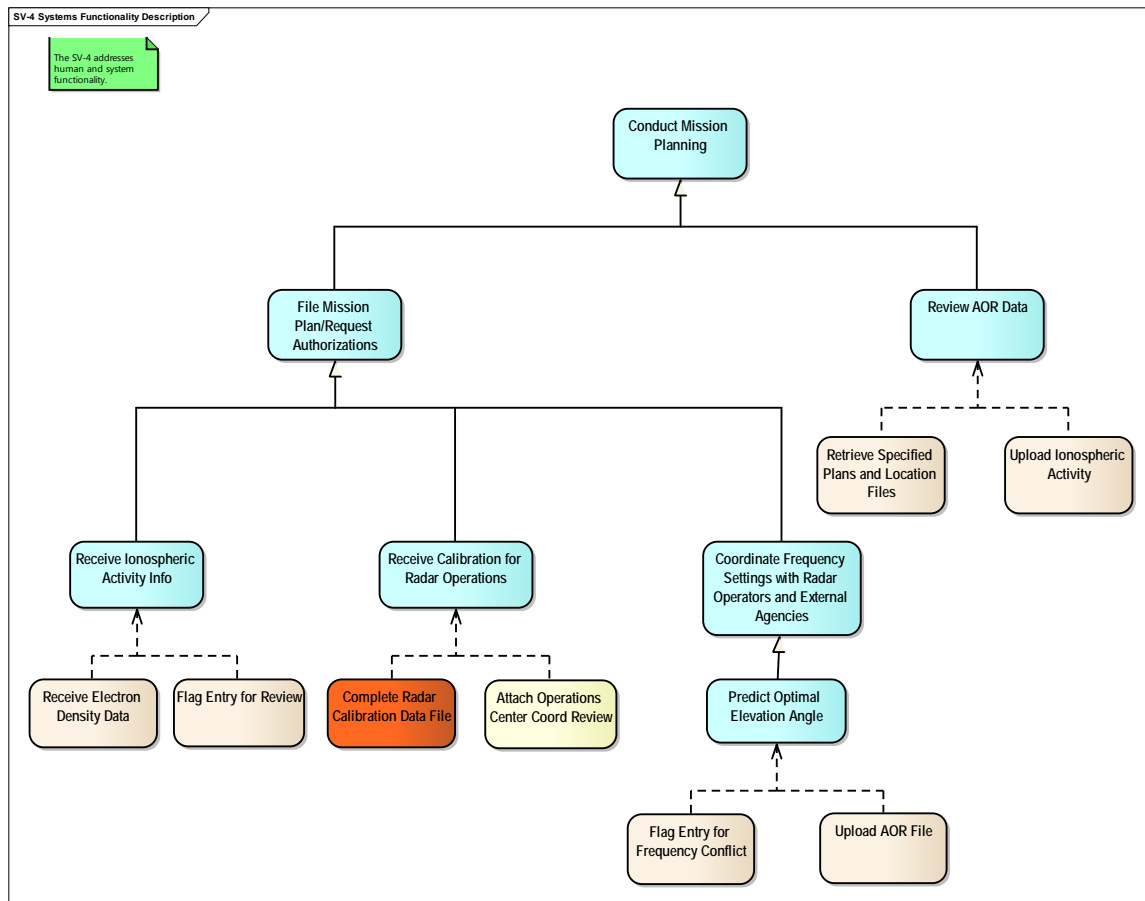 SV-4 Systems Functionality Description
The SV-4 addresses
human and system
functionality.
Conduct Mission
Planning
File Mission
Plan/Request
Authorizations
Review AOR Data
Retrieve Specified
Plans and Location
Files
Upload Ionospheric
Activity
Receive Ionospheric
Activity Info
Receive Calibration for
Radar Operations
Coordinate Frequency
Settings with Radar
Operators and External
Agencies
Receive Electron
Density Data
Flag Entry for Review
Complete Radar
Calibration Data File
Attach Operations
Center Coord Review
Predict Optimal
Elevation Angle
Flag Entry for
Frequency Conflict
Upload AOR File